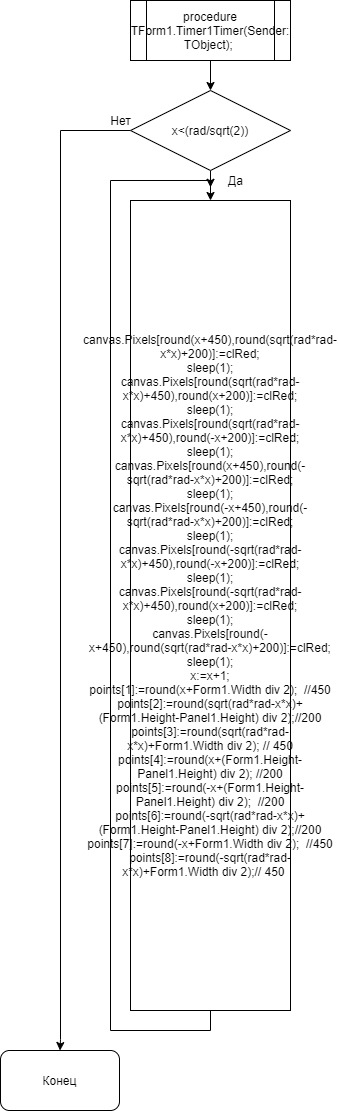 procedure
TForm1.Timer1Timer(Sender:
TObject);
x<(rad/sqrt(2))
Нет
Да
canvas.Pixels[round(x+450),round(sqrt(rad*rad-
x*x)+200)]:=clRed;
sleep(1);
canvas.Pixels[round(sqrt(rad*rad-
x*x)+450),round(x+200)]:=clRed;
sleep(1);
canvas.Pixels[round(sqrt(rad*rad-
x*x)+450),round(-x+200)]:=clRed;
sleep(1);
canvas.Pixels[round(x+450),round(-
sqrt(rad*rad-x*x)+200)]:=clRed;
sleep(1);
canvas.Pixels[round(-x+450),round(-
sqrt(rad*rad-x*x)+200)]:=clRed;
sleep(1);
canvas.Pixels[round(-sqrt(rad*rad-
x*x)+450),round(-x+200)]:=clRed;
sleep(1);
canvas.Pixels[round(-sqrt(rad*rad-
x*x)+450),round(x+200)]:=clRed;
sleep(1);
canvas.Pixels[round(-
x+450),round(sqrt(rad*rad-x*x)+200)]:=clRed;
sleep(1);
x:=x+1;
points[1]:=round(x+Form1.Width div 2);  //450
points[2]:=round(sqrt(rad*rad-x*x)+
(Form1.Height-Panel1.Height) div 2);//200
points[3]:=round(sqrt(rad*rad-
x*x)+Form1.Width div 2); // 450
points[4]:=round(x+(Form1.Height-
Panel1.Height) div 2); //200
points[5]:=round(-x+(Form1.Height-
Panel1.Height) div 2);  //200
points[6]:=round(-sqrt(rad*rad-x*x)+
(Form1.Height-Panel1.Height) div 2);//200
points[7]:=round(-x+Form1.Width div 2);  //450
points[8]:=round(-sqrt(rad*rad-
x*x)+Form1.Width div 2);// 450
Конец